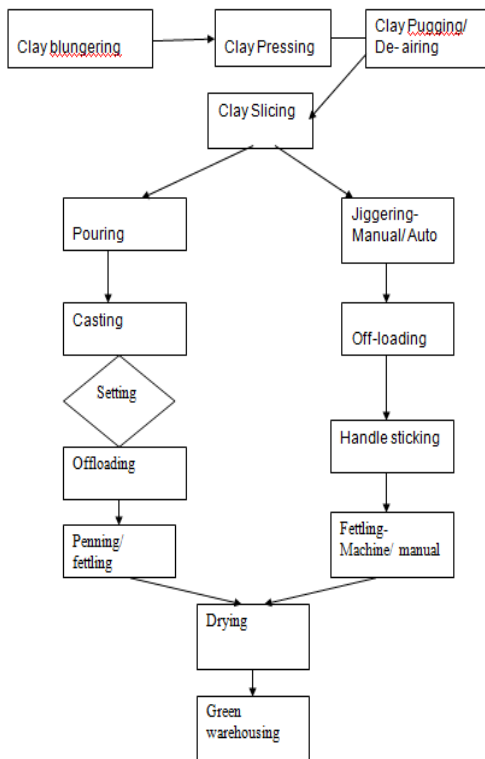 Clay blungering
Clay Pressing
Clay Pugging/
De- airing
Clay Slicing
Pouring
Jiggering-
Manual/ Auto
Casting
Off-loading
Setting
Handle sticking
Offloading
Penning/
fettling
Fettling-
Machine/ manual
Drying
Green
warehousing